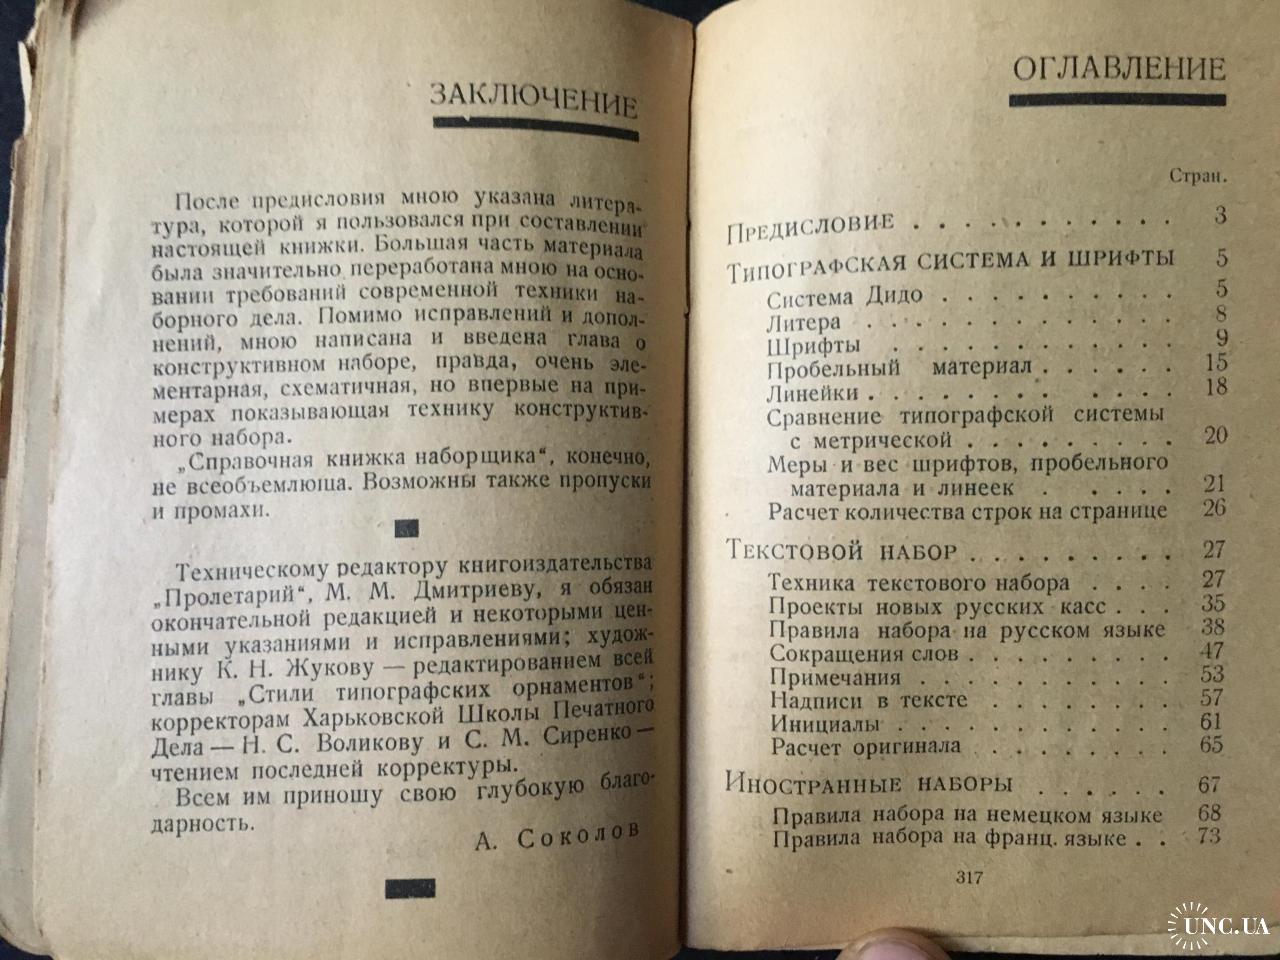 ЗАКЛЮЧЕНИЕ
После предисловия мною указана литера-
тура, которой я пользовался при составлении
настоящей книжки. Большая часть материала
была значительно переработана мною на осно-
вании требований современной техники на-
борного дела. Помимо исправлений и допол-
нений, мною написана и введена глава о
конструктивном наборе, правда, очень эле-
ментарная, схематичная, но впервые на при-
мерах показывающая технику конструктив-
ного набора.
„Справочная книжка наборщика“, конечно,
не всеобъемлюща. Возможны также пропуски
и промахи.
Техническому редактору книгоиздательства
„Пролетарий“, М. М. Дмитриеву, я обязан
окончательной редакцией и некоторыми цен-
ными указаниями и исправлениями; худож-
нику К. Н. Жукову — редактированием всей
главы „Стили типографских орнаментов“;
корректорам Харьковской Школы Печатного
Дела — Н. С. Воликову и С. М. Сиренко —
чтением последней корректуры.
Всем им приношу свою глубокую благо-
дарность.
А. Соколов
ОГЛАВЛЕНИЕ
Стран.
Предисловие . . . . . . . . . . . 3
Типографская система и шрифты 5
Система Дидо . . . . . . . . . . 5
Литера . . . . . . . . . . . . . 8
Шрифты . . . . . . . . . . . . 9
Пробельный материал . . . . . . 15
Линейки . . . . . . . . . . . . 18
Сравнение типографской системы
с метрической . . . . . . . . . 20
Меры и вес шрифтов, пробельного
материала и линеек . . . . . 21
Расчет количества строк на странице 26
Текстовой набор . . . . . . . . . 27
Техника текстового набора . . . . 27
Проекты новых русских касс . . . 35
Правила набора на русском языке 38
Сокращения слов . . . . . . . . . 47
Примечания . . . . . . . . . . . 53
Надписи в тексте . . . . . . . . 57
Инициалы . . . . . . . . . . . . 61
Расчет оригинала . . . . . . . . 65
Иностранные наборы . . . . . . 67
Правила набора на немецком языке 68
Правила набора на франц. языке . . 73
317
UNC.UA